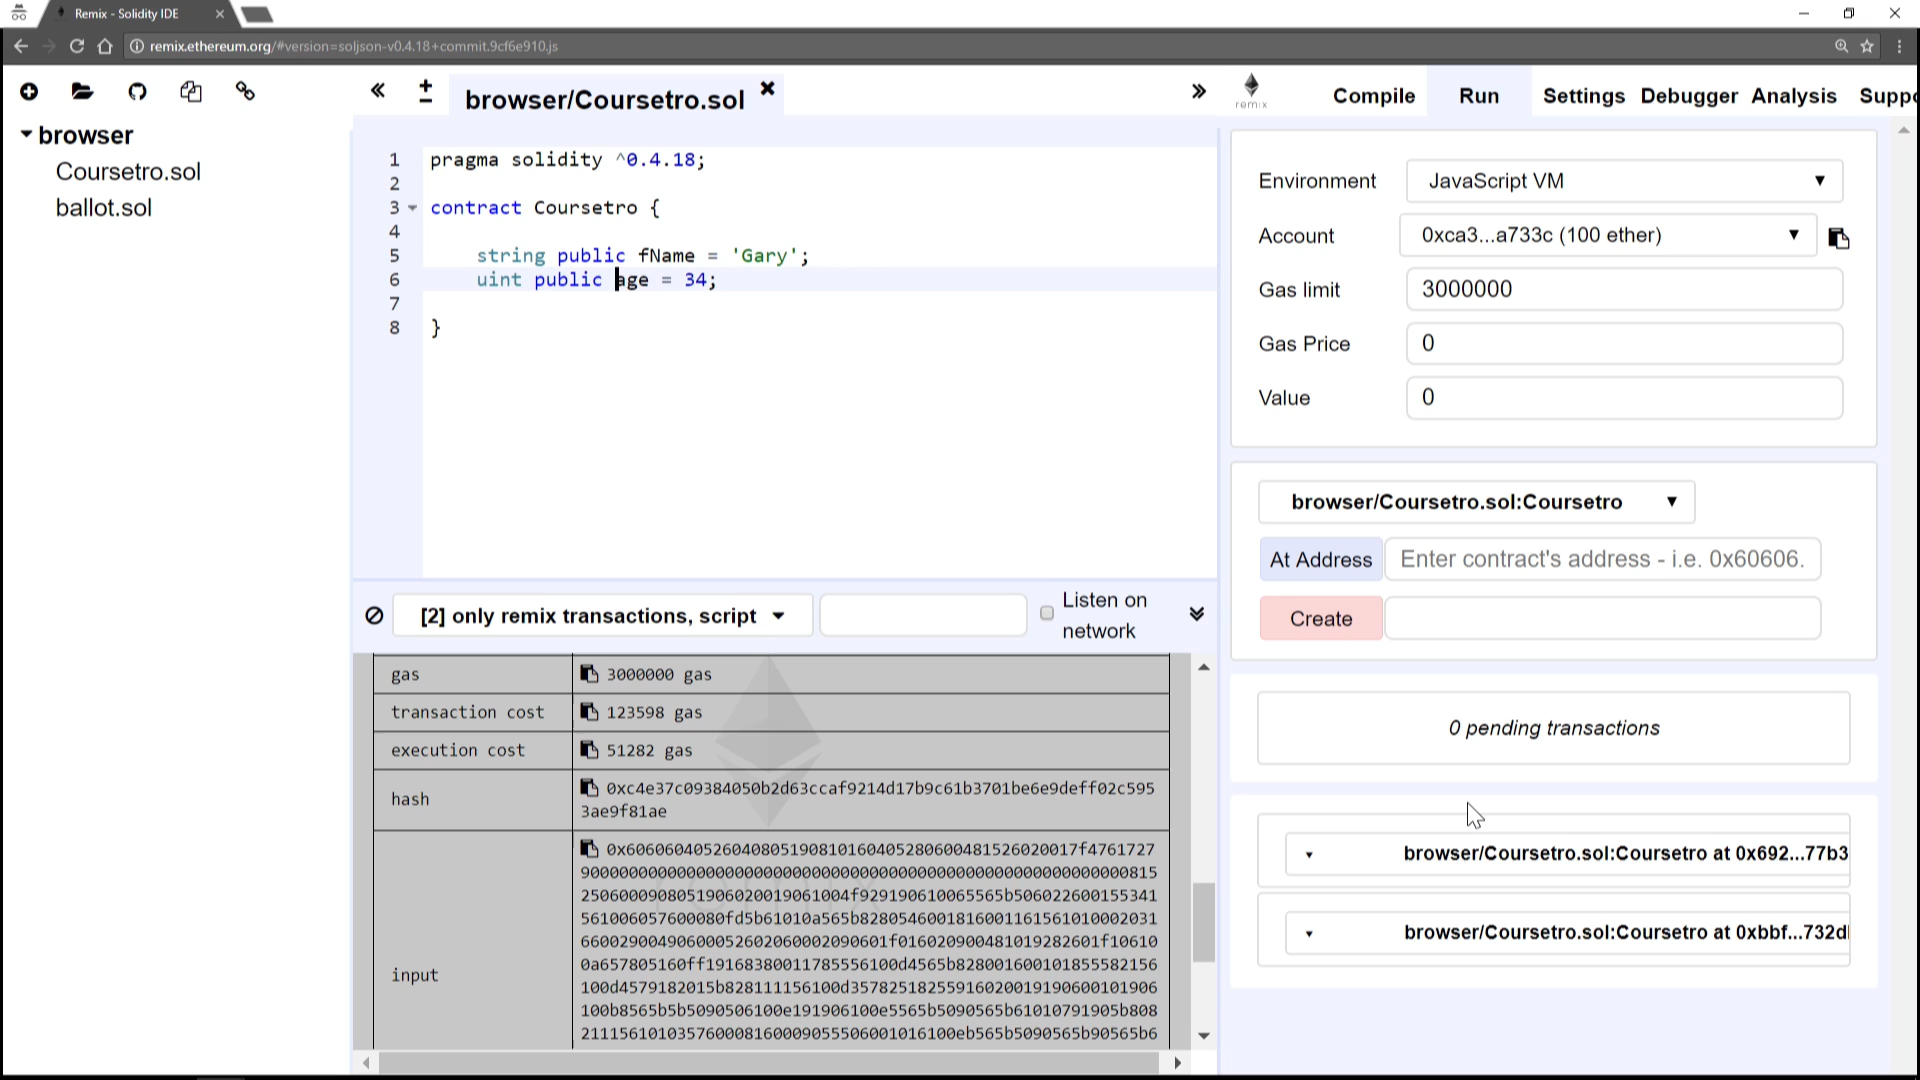 Remix - Solidity IDE
remix.ethereum.org/#version=soljson-v0.4.18+commit.9cf6e910.js
browser/Coursetro.sol
remix
Compile
Run
Settings
Debugger
Analysis
browser
Coursetro.sol
ballot.sol
1 pragma solidity ^0.4.18;
2
3 contract Coursetro {
4
5 string public fName = 'Gary';
6 uint public age = 34;
7
8 }
Environment
JavaScript VM
Account
0xca3...a733c (100 ether)
Gas limit
3000000
Gas Price
0
Value
0
browser/Coursetro.sol:Coursetro
At Address
Enter contract's address - i.e. 0x60606.
Create
0 pending transactions
browser/Coursetro.sol:Coursetro at 0x692...77b3
browser/Coursetro.sol:Coursetro at 0xbbf...732d
[2] only remix transactions, script
Listen on
network
gas
3000000 gas
transaction cost
123598 gas
execution cost
51282 gas
hash
0xc4e37c09384050b2d63ccaf9214d17b9c61b3701be6e9deff02c595
3ae9f81ae
input